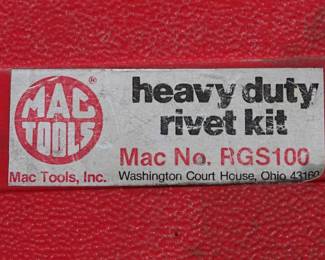 MAC
TOOLS
®
Mac Tools, Inc.
heavy duty
rivet kit
Mac No. RGS100
Washington Court House, Ohio 43160